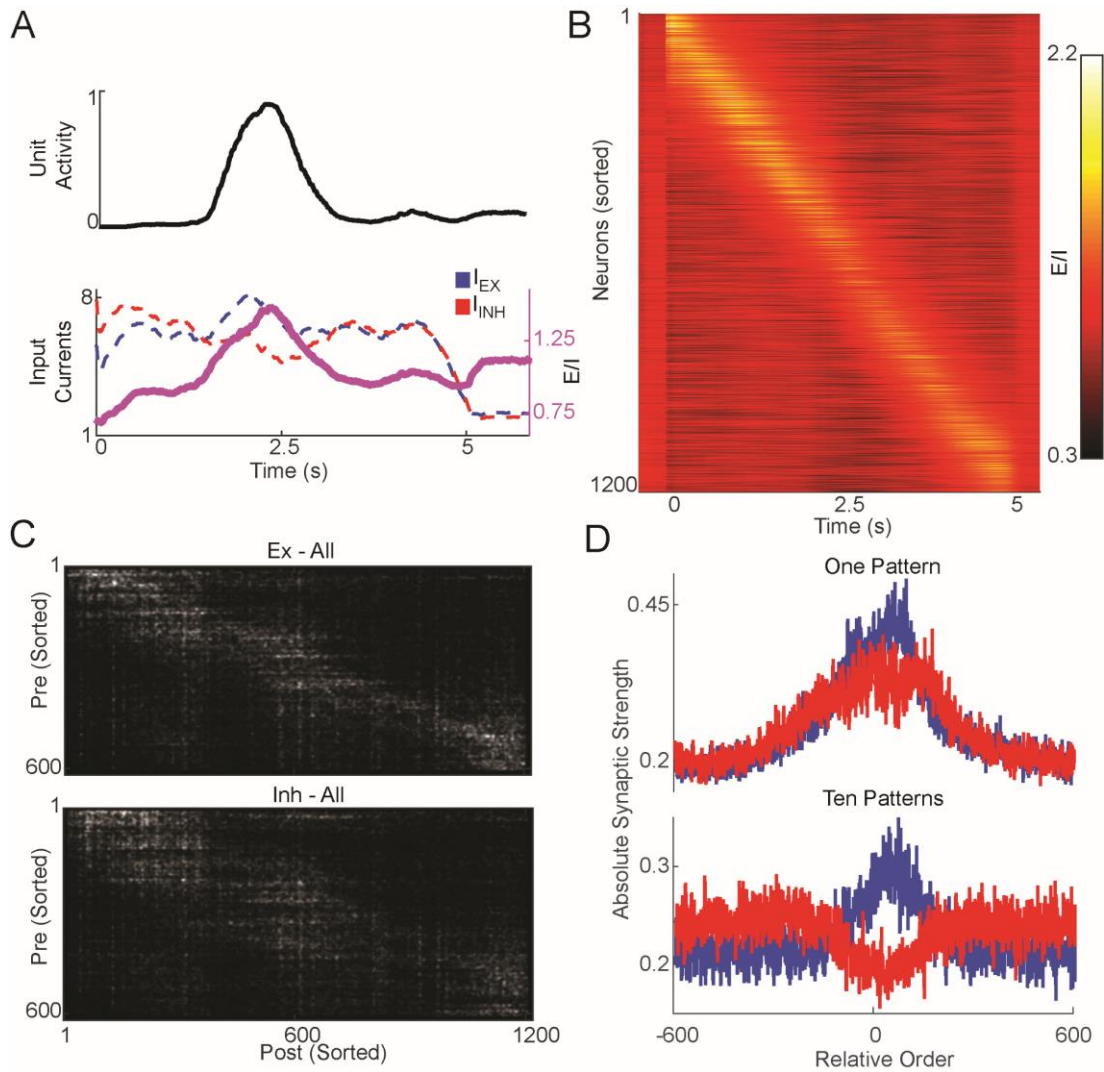 A
1
Unit
Activity
0
8
I_EX
I_INH
Input
Currents
1
1.25
0.75
E/I
0
2.5
5
Time (s)
B
1
Neurons (sorted)
1200
0
2.5
5
Time (s)
2.2
E/I
0.3
C
Ex - All
1
Pre (Sorted)
600
Inh - All
1
Pre (Sorted)
600
1
600
1200
Post (Sorted)
D
One Pattern
0.45
0.2
Absolute Synaptic Strength
Ten Patterns
0.3
0.2
-600
0
600
Relative Order